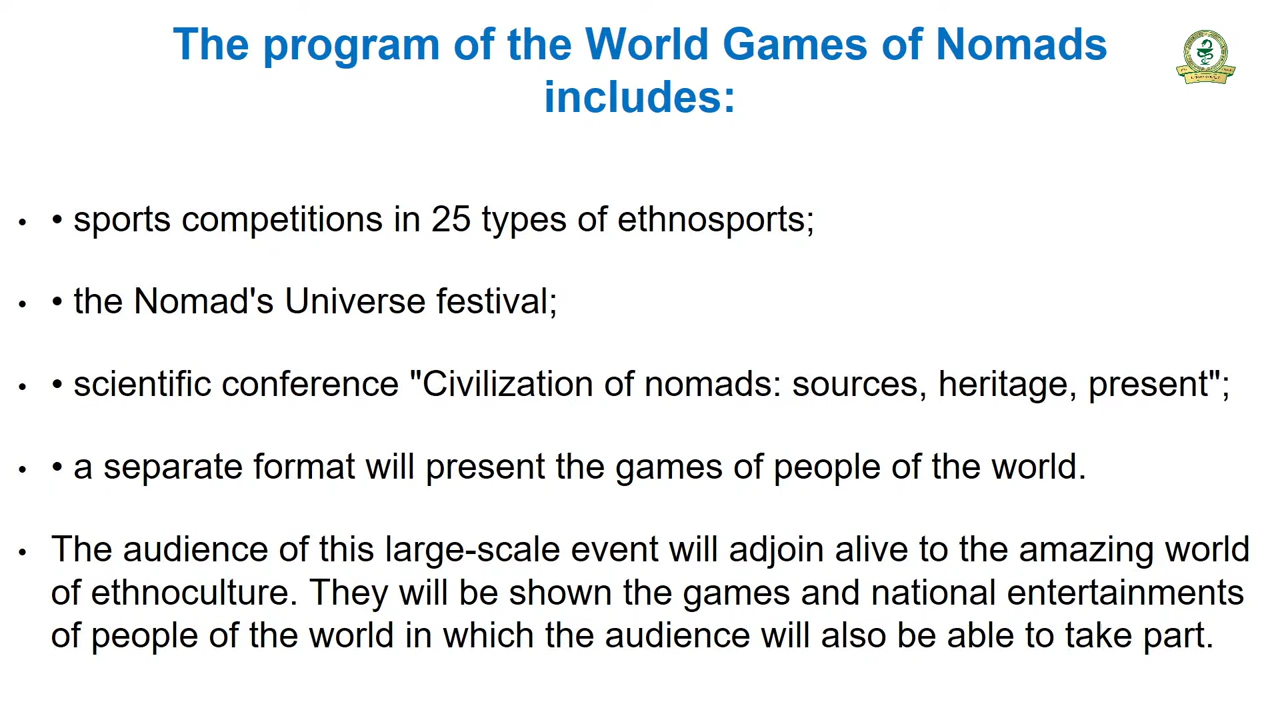 The program of the World Games of Nomads
includes:
• • sports competitions in 25 types of ethnosports;
• • the Nomad's Universe festival;
• • scientific conference "Civilization of nomads: sources, heritage, present";
• • a separate format will present the games of people of the world.
• The audience of this large-scale event will adjoin alive to the amazing world
of ethnoculture. They will be shown the games and national entertainments
of people of the world in which the audience will also be able to take part.